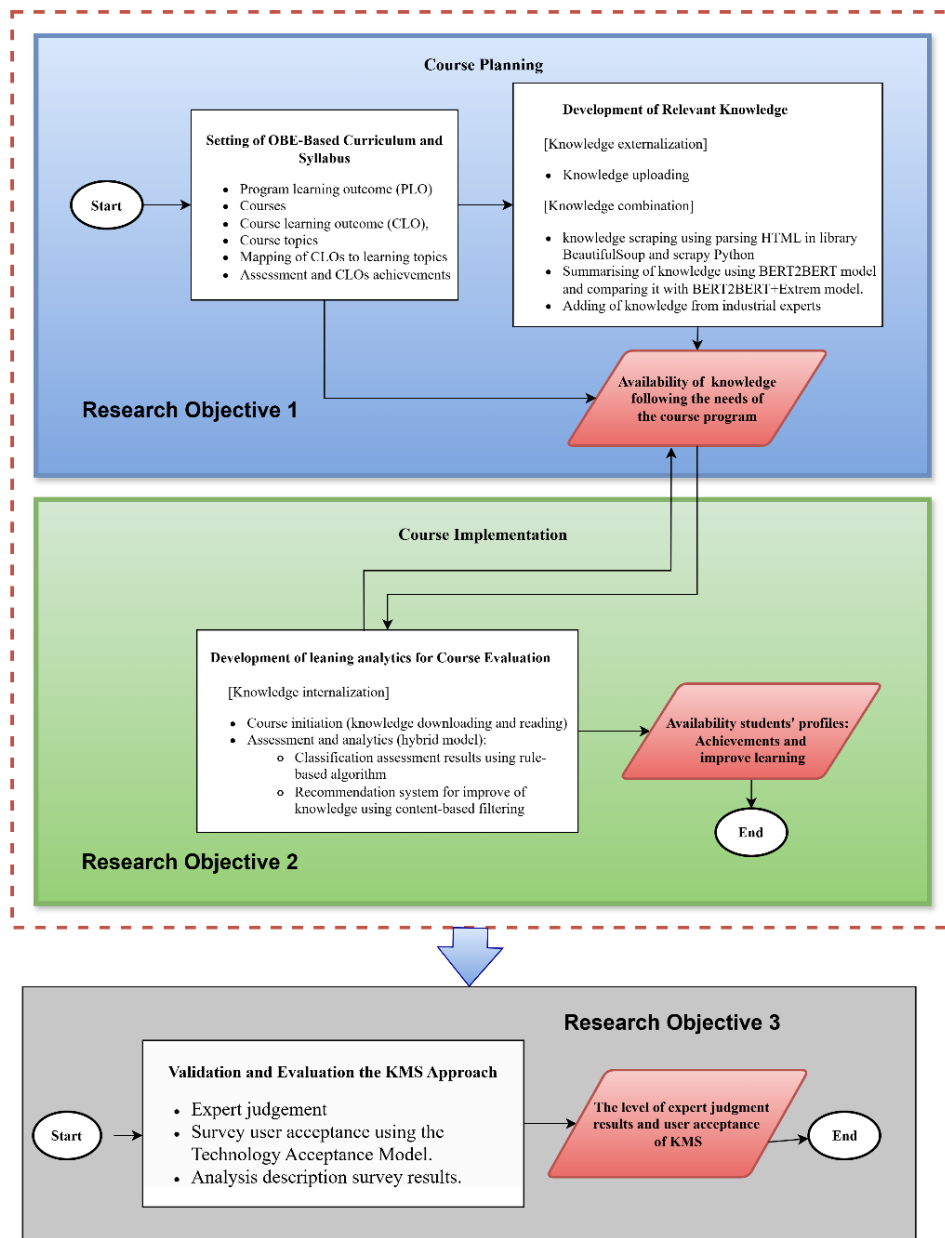 Course Planning
Start
Setting of OBE-Based Curriculum and
Syllabus
• Program learning outcome (PLO)
• Courses
• Course learning outcome (CLO),
• Course topics
• Mapping of CLOs to learning topics
• Assessment and CLOs achievements
Development of Relevant Knowledge
[Knowledge externalization]
• Knowledge uploading
[Knowledge combination]
• knowledge scraping using parsing HTML in library
BeautifulSoup and scrapy Python
• Summarising of knowledge using BERT2BERT model
and comparing it with BERT2BERT+Extrem model.
• Adding of knowledge from industrial experts
Availability of knowledge
following the needs of
the course program
Research Objective 1
Course Implementation
Development of leaning analytics for Course Evaluation
[Knowledge internalization]
• Course initiation (knowledge downloading and reading)
• Assessment and analytics (hybrid model):
o Classification assessment results using rule-
based algorithm
o Recommendation system for improve of
knowledge using content-based filtering
Availability students' profiles:
Achievements and
improve learning
End
Research Objective 2
Research Objective 3
Start
Validation and Evaluation the KMS Approach
• Expert judgement
• Survey user acceptance using the
Technology Acceptance Model.
• Analysis description survey results.
The level of expert judgment
results and user acceptance
of KMS
End